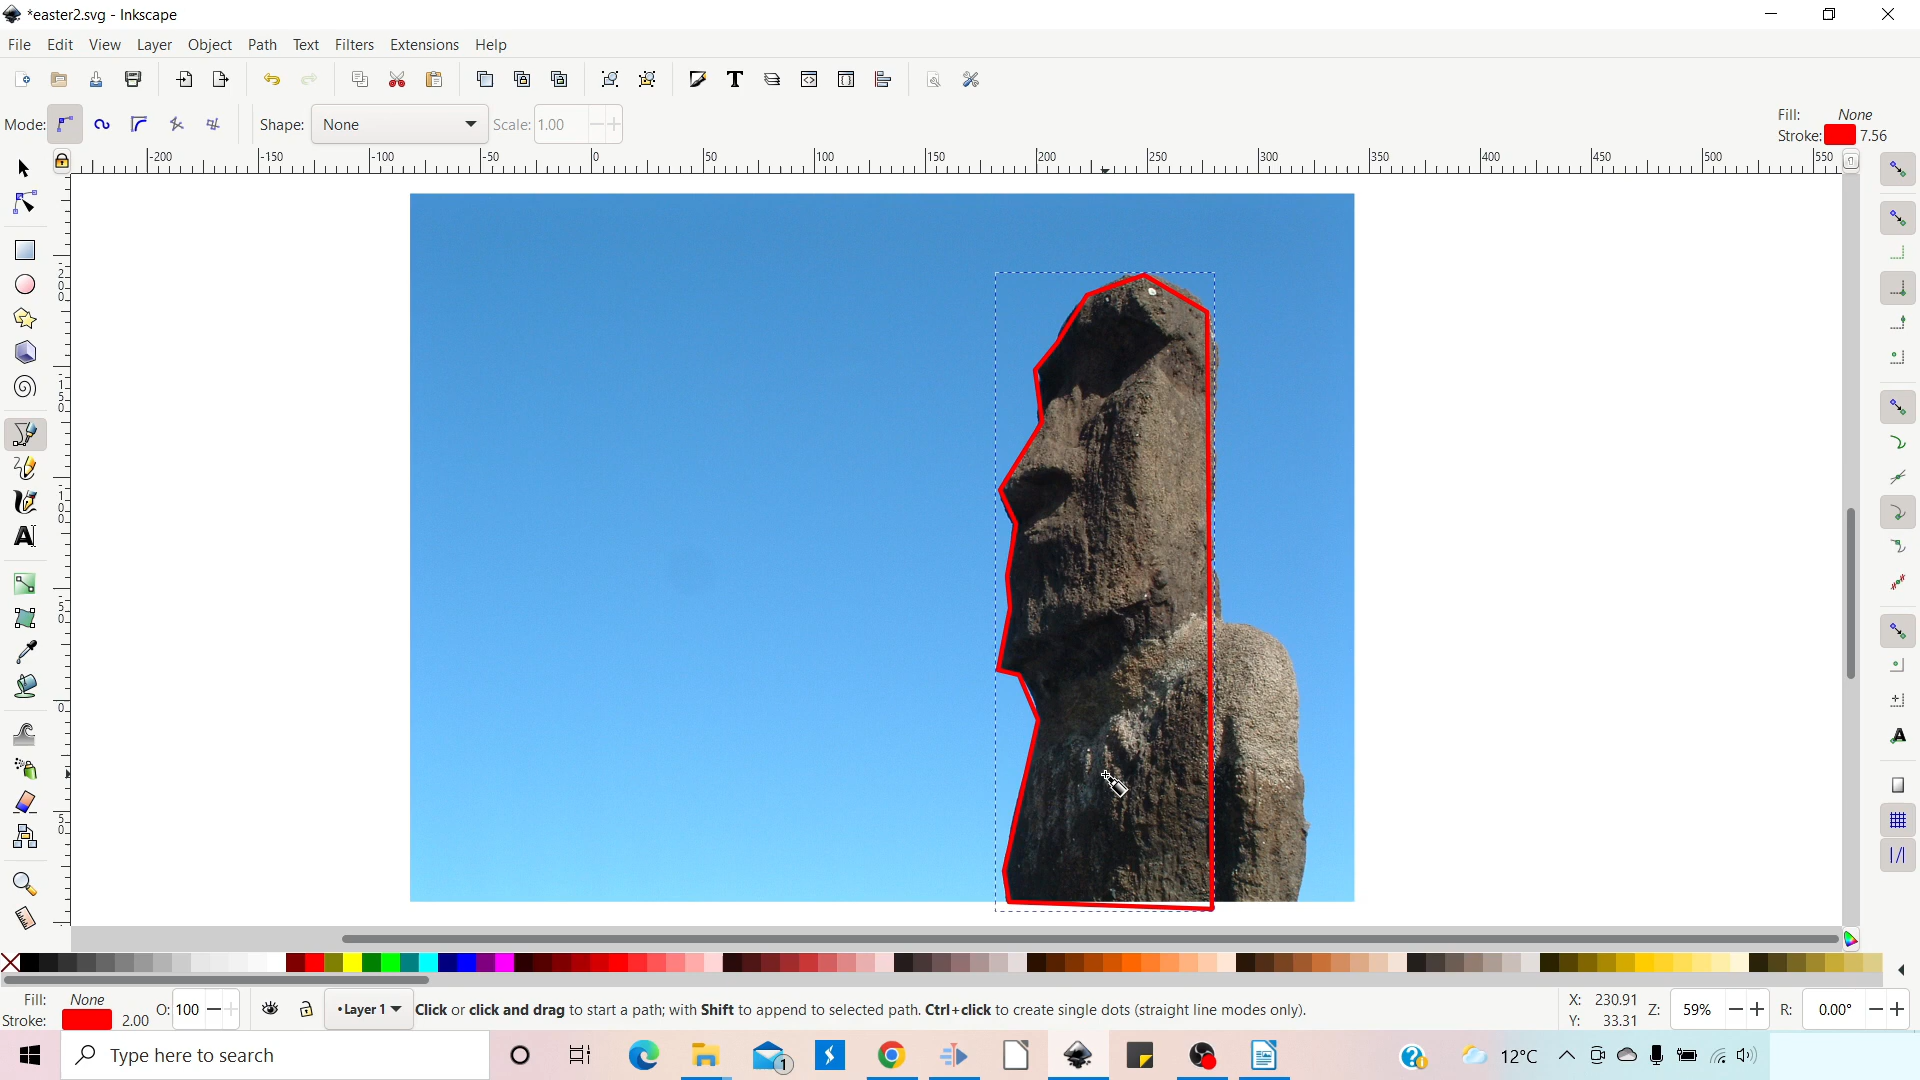 *easter2.svg - Inkscape
File Edit View Layer Object Path Text Filters Extensions Help
Mode: Shape: None Scale: 1.00
Fill: None
Stroke: 7.56
-200 -150 -100 -50 0 50 100 150 200 250 300 350 400 450 500 550
Fill: None
Stroke: 2.00
O: 100
•Layer 1
Click or click and drag to start a path; with Shift to append to selected path. Ctrl+click to create single dots (straight line modes only).
X: 230.91
Y: 33.31
Z: 59%
R: 0.00°
Type here to search
1
12°C